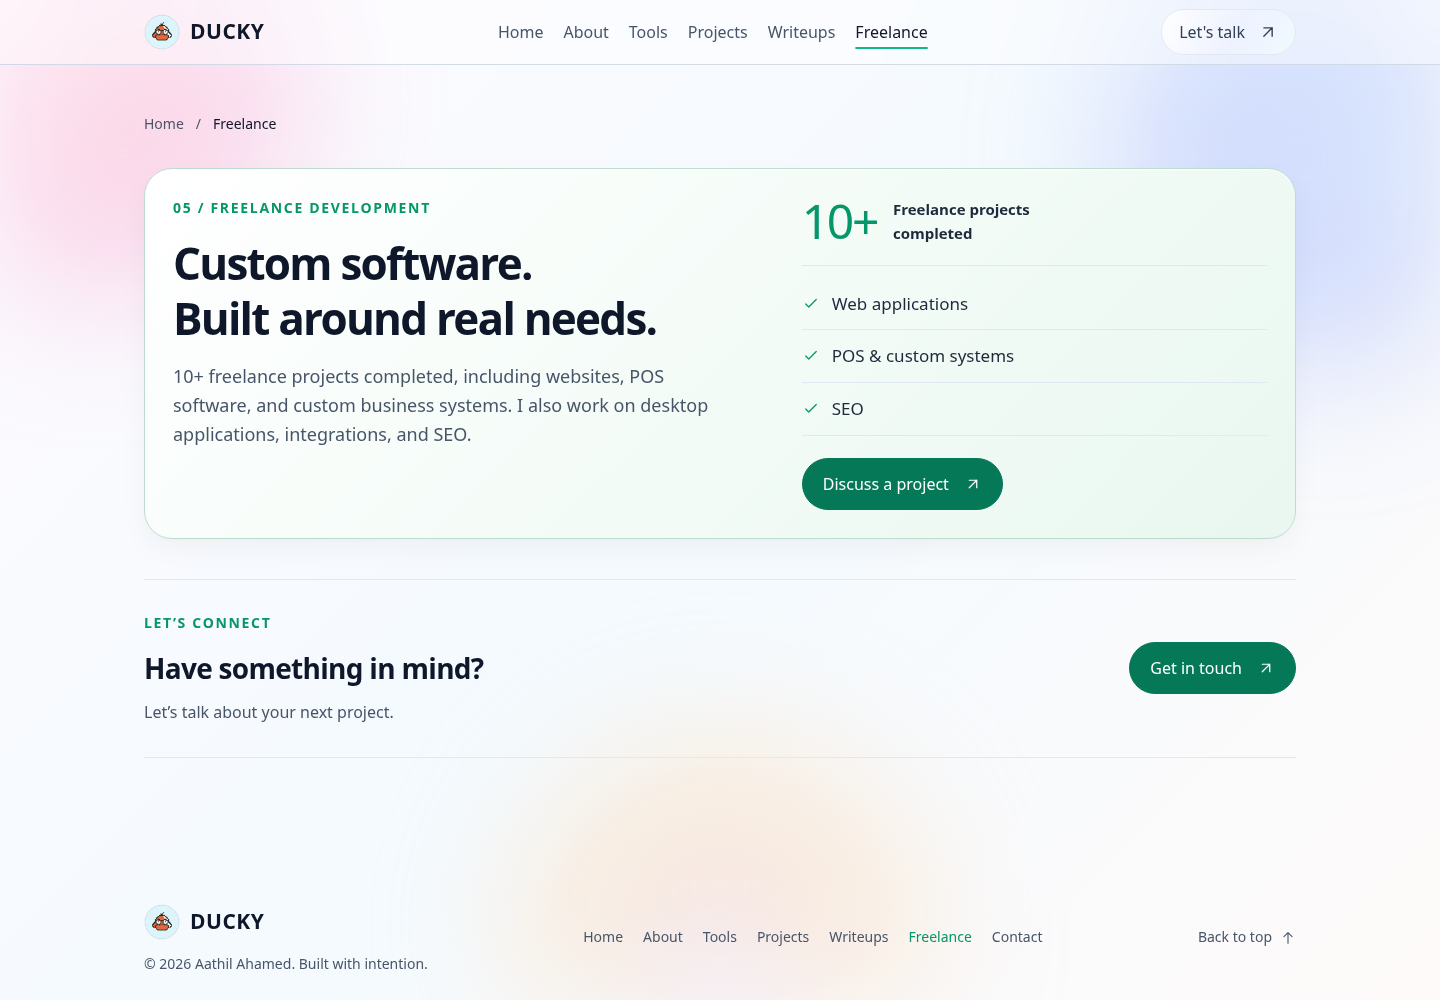 DUCKY
Home
About
Tools
Projects
Writeups
Freelance
Let's talk
Home / Freelance
05 / FREELANCE DEVELOPMENT
Custom software.
Built around real needs.
10+ freelance projects completed, including websites, POS
software, and custom business systems. I also work on desktop
applications, integrations, and SEO.
10+
Freelance projects
completed
Web applications
POS & custom systems
SEO
Discuss a project
LET’S CONNECT
Have something in mind?
Let’s talk about your next project.
Get in touch
DUCKY
© 2026 Aathil Ahamed. Built with intention.
Home
About
Tools
Projects
Writeups
Freelance
Contact
Back to top